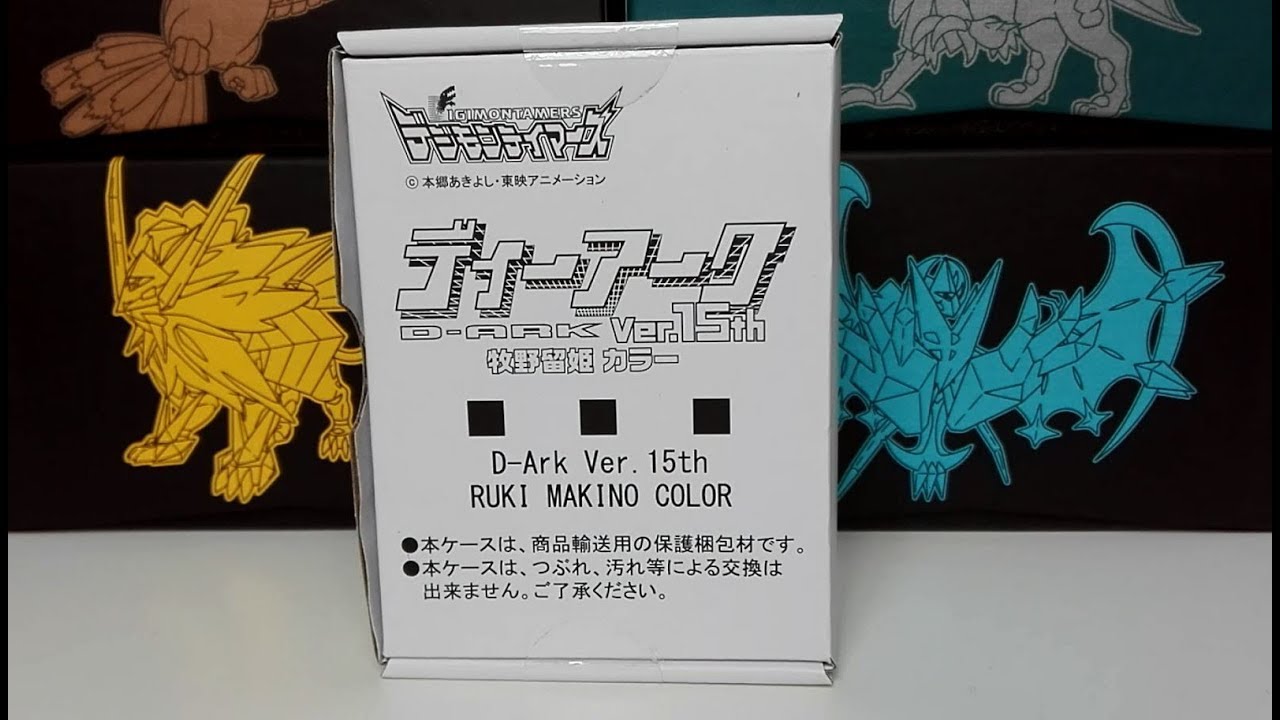 DIGIMONTAMERS
デジモンテイマーズ
© 本郷あきよし・東映アニメーション
ディーアーク
D-ARK Ver.15th
牧野留姫 カラー
D-Ark Ver. 15th
RUKI MAKINO COLOR
●本ケースは、商品輸送用の保護梱包材です。
●本ケースは、つぶれ、汚れ等による交換は
出来ません。ご了承ください。